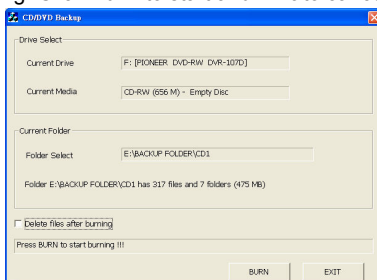 CD/DVD Backup
Drive Select
Current Drive F: [PIONEER DVD-RW DVR-107D]
Current Media CD-RW (656 M) - Empty Disc
Current Folder
Folder Select E:\BACKUP FOLDER\CD1
Folder E:\BACKUP FOLDER\CD1 has 317 files and 7 folders (475 MB)
Delete files after burning
Press BURN to start burning !!!
BURN EXIT